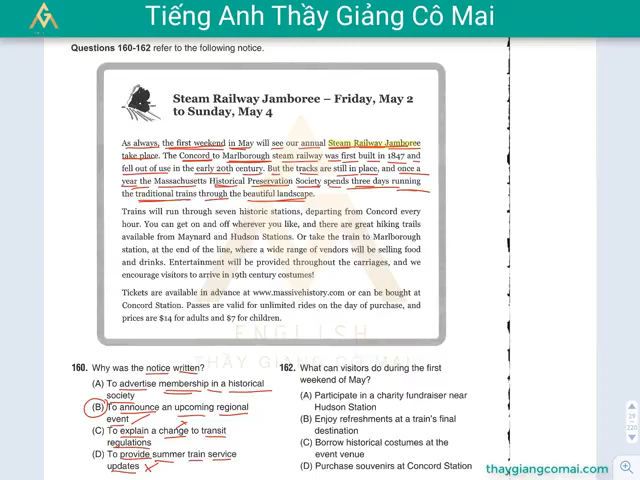 Tiếng Anh Thầy Giảng Cô Mai
Questions 160-162 refer to the following notice.
Steam Railway Jamboree – Friday, May 2
to Sunday, May 4
As always, the first weekend in May will see our annual Steam Railway Jamboree
take place. The Concord to Marlborough steam railway was first built in 1847 and
fell out of use in the early 20th century. But the tracks are still in place, and once a
year the Massachusetts Historical Preservation Society spends three days running
the traditional trains through the beautiful landscape.
Trains will run through seven historic stations, departing from Concord every
hour. You can get on and off wherever you like, and there are great hiking trails
available from Maynard and Hudson Stations. Or take the train to Marlborough
station, at the end of the line, where a wide range of vendors will be selling food
and drinks. Entertainment will be provided throughout the carriages, and we
encourage visitors to arrive in 19th century costumes!
Tickets are available in advance at www.massivehistory.com or can be bought at
Concord Station. Passes are valid for unlimited rides on the day of purchase, and
prices are $14 for adults and $7 for children.
ENGLISH
THẦY GIẢNG CÔ MAI
160. Why was the notice written?
(A) To advertise membership in a historical
society
(B) To announce an upcoming regional
event
(C) To explain a change to transit
regulations
(D) To provide summer train service
updates
162. What can visitors do during the first
weekend of May?
(A) Participate in a charity fundraiser near
Hudson Station
(B) Enjoy refreshments at a train's final
destination
(C) Borrow historical costumes at the
event venue
(D) Purchase souvenirs at Concord Station
29
220
thaygiangcomai.com